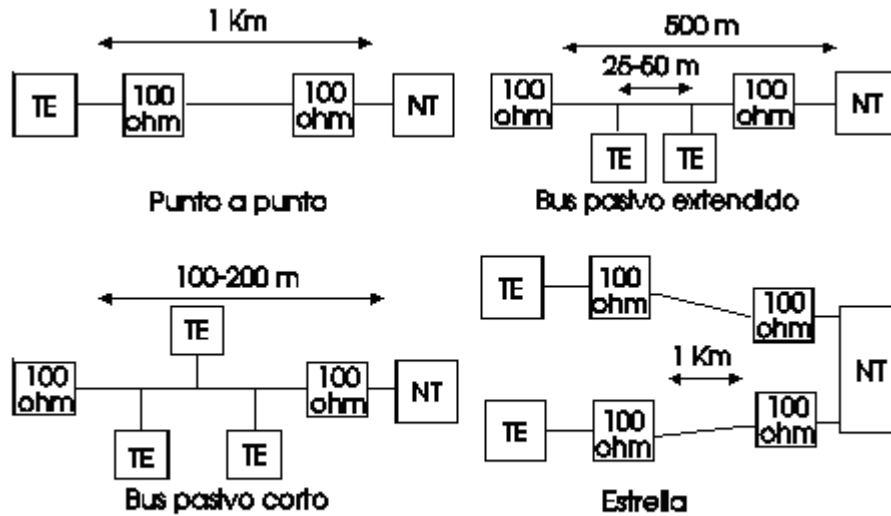 1 Km
TE
100
ohm
100
ohm
NT
Punto a punto
500 m
25-50 m
100
ohm
100
ohm
NT
TE
TE
Bus pasivo extendido
100-200 m
TE
100
ohm
100
ohm
NT
TE
TE
Bus pasivo corto
TE
100
ohm
100
ohm
NT
1 Km
TE
100
ohm
100
ohm
Estrella